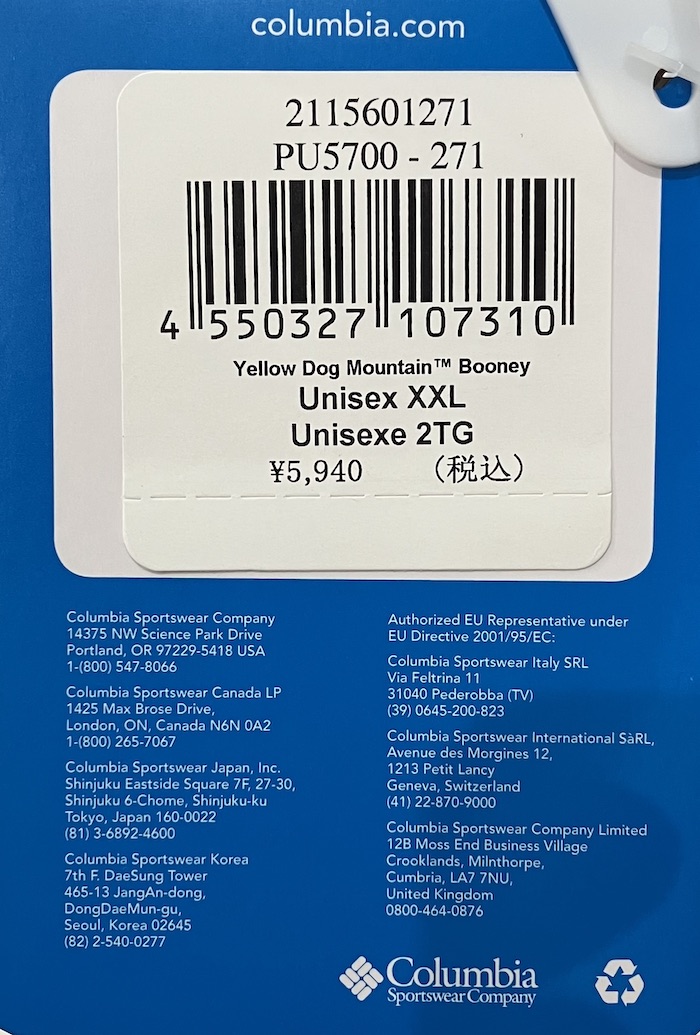 columbia.com
2115601271
PU5700 - 271
4 550327 107310
Yellow Dog Mountain™ Booney
Unisex XXL
Unisexe 2TG
¥5,940 （税込）
Columbia Sportswear Company
14375 NW Science Park Drive
Portland, OR 97229-5418 USA
1-(800) 547-8066
Columbia Sportswear Canada LP
1425 Max Brose Drive,
London, ON, Canada N6N 0A2
1-(800) 265-7067
Columbia Sportswear Japan, Inc.
Shinjuku Eastside Square 7F, 27-30,
Shinjuku 6-Chome, Shinjuku-ku
Tokyo, Japan 160-0022
(81) 3-6892-4600
Columbia Sportswear Korea
7th F. DaeSung Tower
465-13 JangAn-dong,
DongDaeMun-gu,
Seoul, Korea 02645
(82) 2-540-0277
Authorized EU Representative under
EU Directive 2001/95/EC:
Columbia Sportswear Italy SRL
Via Feltrina 11
31040 Pederobba (TV)
(39) 0645-200-823
Columbia Sportswear International SàRL,
Avenue des Morgines 12,
1213 Petit Lancy
Geneva, Switzerland
(41) 22-870-9000
Columbia Sportswear Company Limited
12B Moss End Business Village
Crooklands, Milnthorpe,
Cumbria, LA7 7NU,
United Kingdom
0800-464-0876
Columbia
Sportswear Company